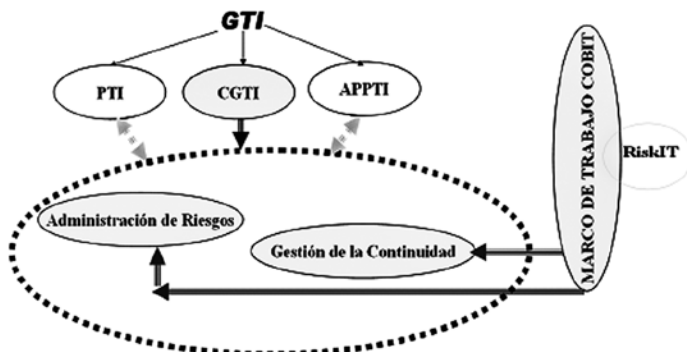 GTI
PTI
CGTI
APPTI
MARCO DE TRABAJO COBIT
RiskIT
Administración de Riesgos
Gestión de la Continuidad